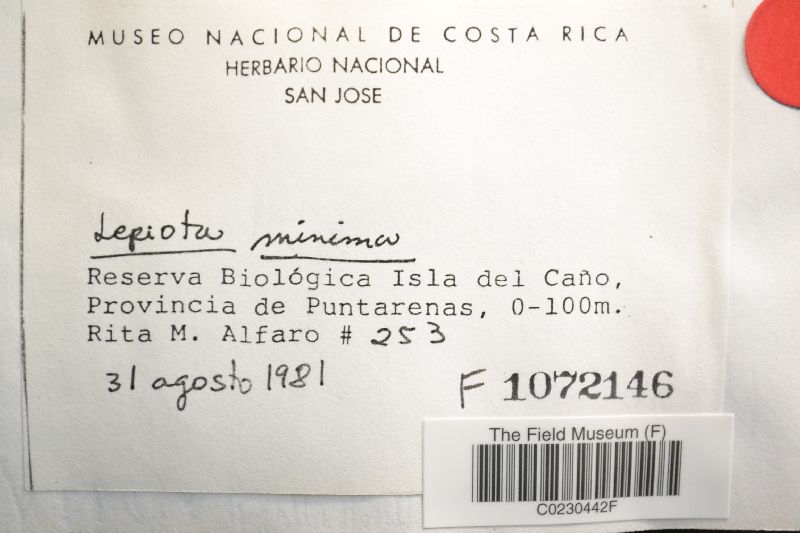 MUSEO NACIONAL DE COSTA RICA
HERBARIO NACIONAL
SAN JOSE
Lepiota minima
Reserva Biológica Isla del Caño,
Provincia de Puntarenas, 0-100m.
Rita M. Alfaro # 253
31 agosto 1981
F 1072146
The Field Museum (F)
C0230442F